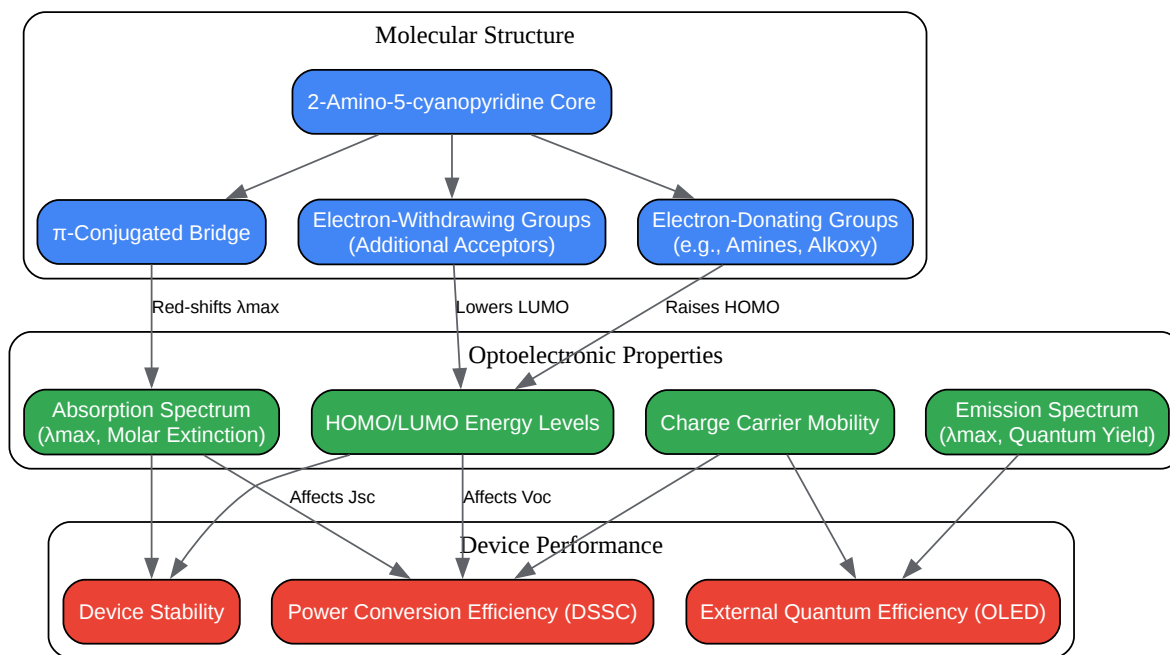 Molecular Structure
2-Amino-5-cyanopyridine Core
π-Conjugated Bridge
Electron-Withdrawing Groups
(Additional Acceptors)
Electron-Donating Groups
(e.g., Amines, Alkoxy)
Red-shifts λmax
Lowers LUMO
Raises HOMO
Optoelectronic Properties
Absorption Spectrum
(λmax, Molar Extinction)
HOMO/LUMO Energy Levels
Charge Carrier Mobility
Emission Spectrum
(λmax, Quantum Yield)
Affects Jsc
Affects Voc
Device Performance
Device Stability
Power Conversion Efficiency (DSSC)
External Quantum Efficiency (OLED)